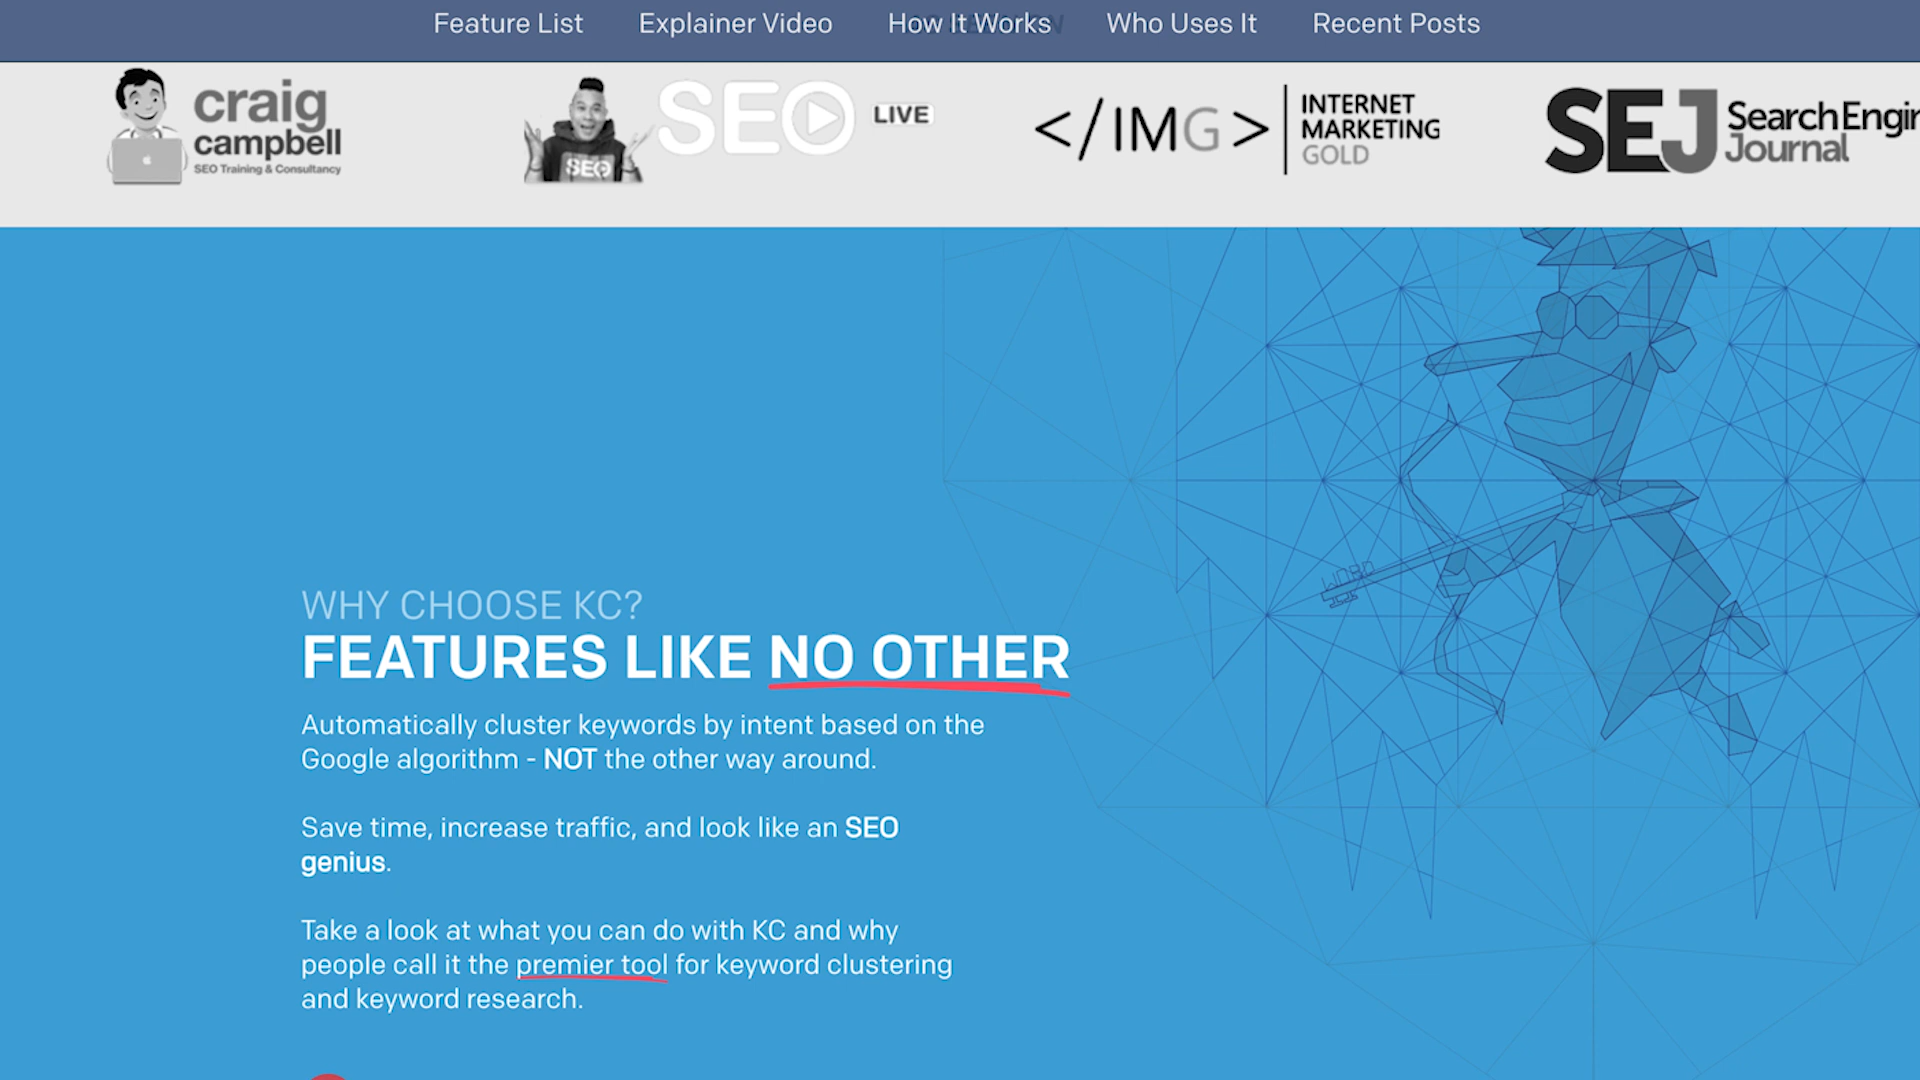 Feature List Explainer Video How It Works Who Uses It Recent Posts
craig
campbell
SEO Training & Consultancy
SEO
SEO LIVE
</IMG>
INTERNET
MARKETING
GOLD
SEJ
Search Engin
Journal
WHY CHOOSE KC?
FEATURES LIKE NO OTHER
Automatically cluster keywords by intent based on the
Google algorithm - NOT the other way around.
Save time, increase traffic, and look like an SEO
genius.
Take a look at what you can do with KC and why
people call it the premier tool for keyword clustering
and keyword research.